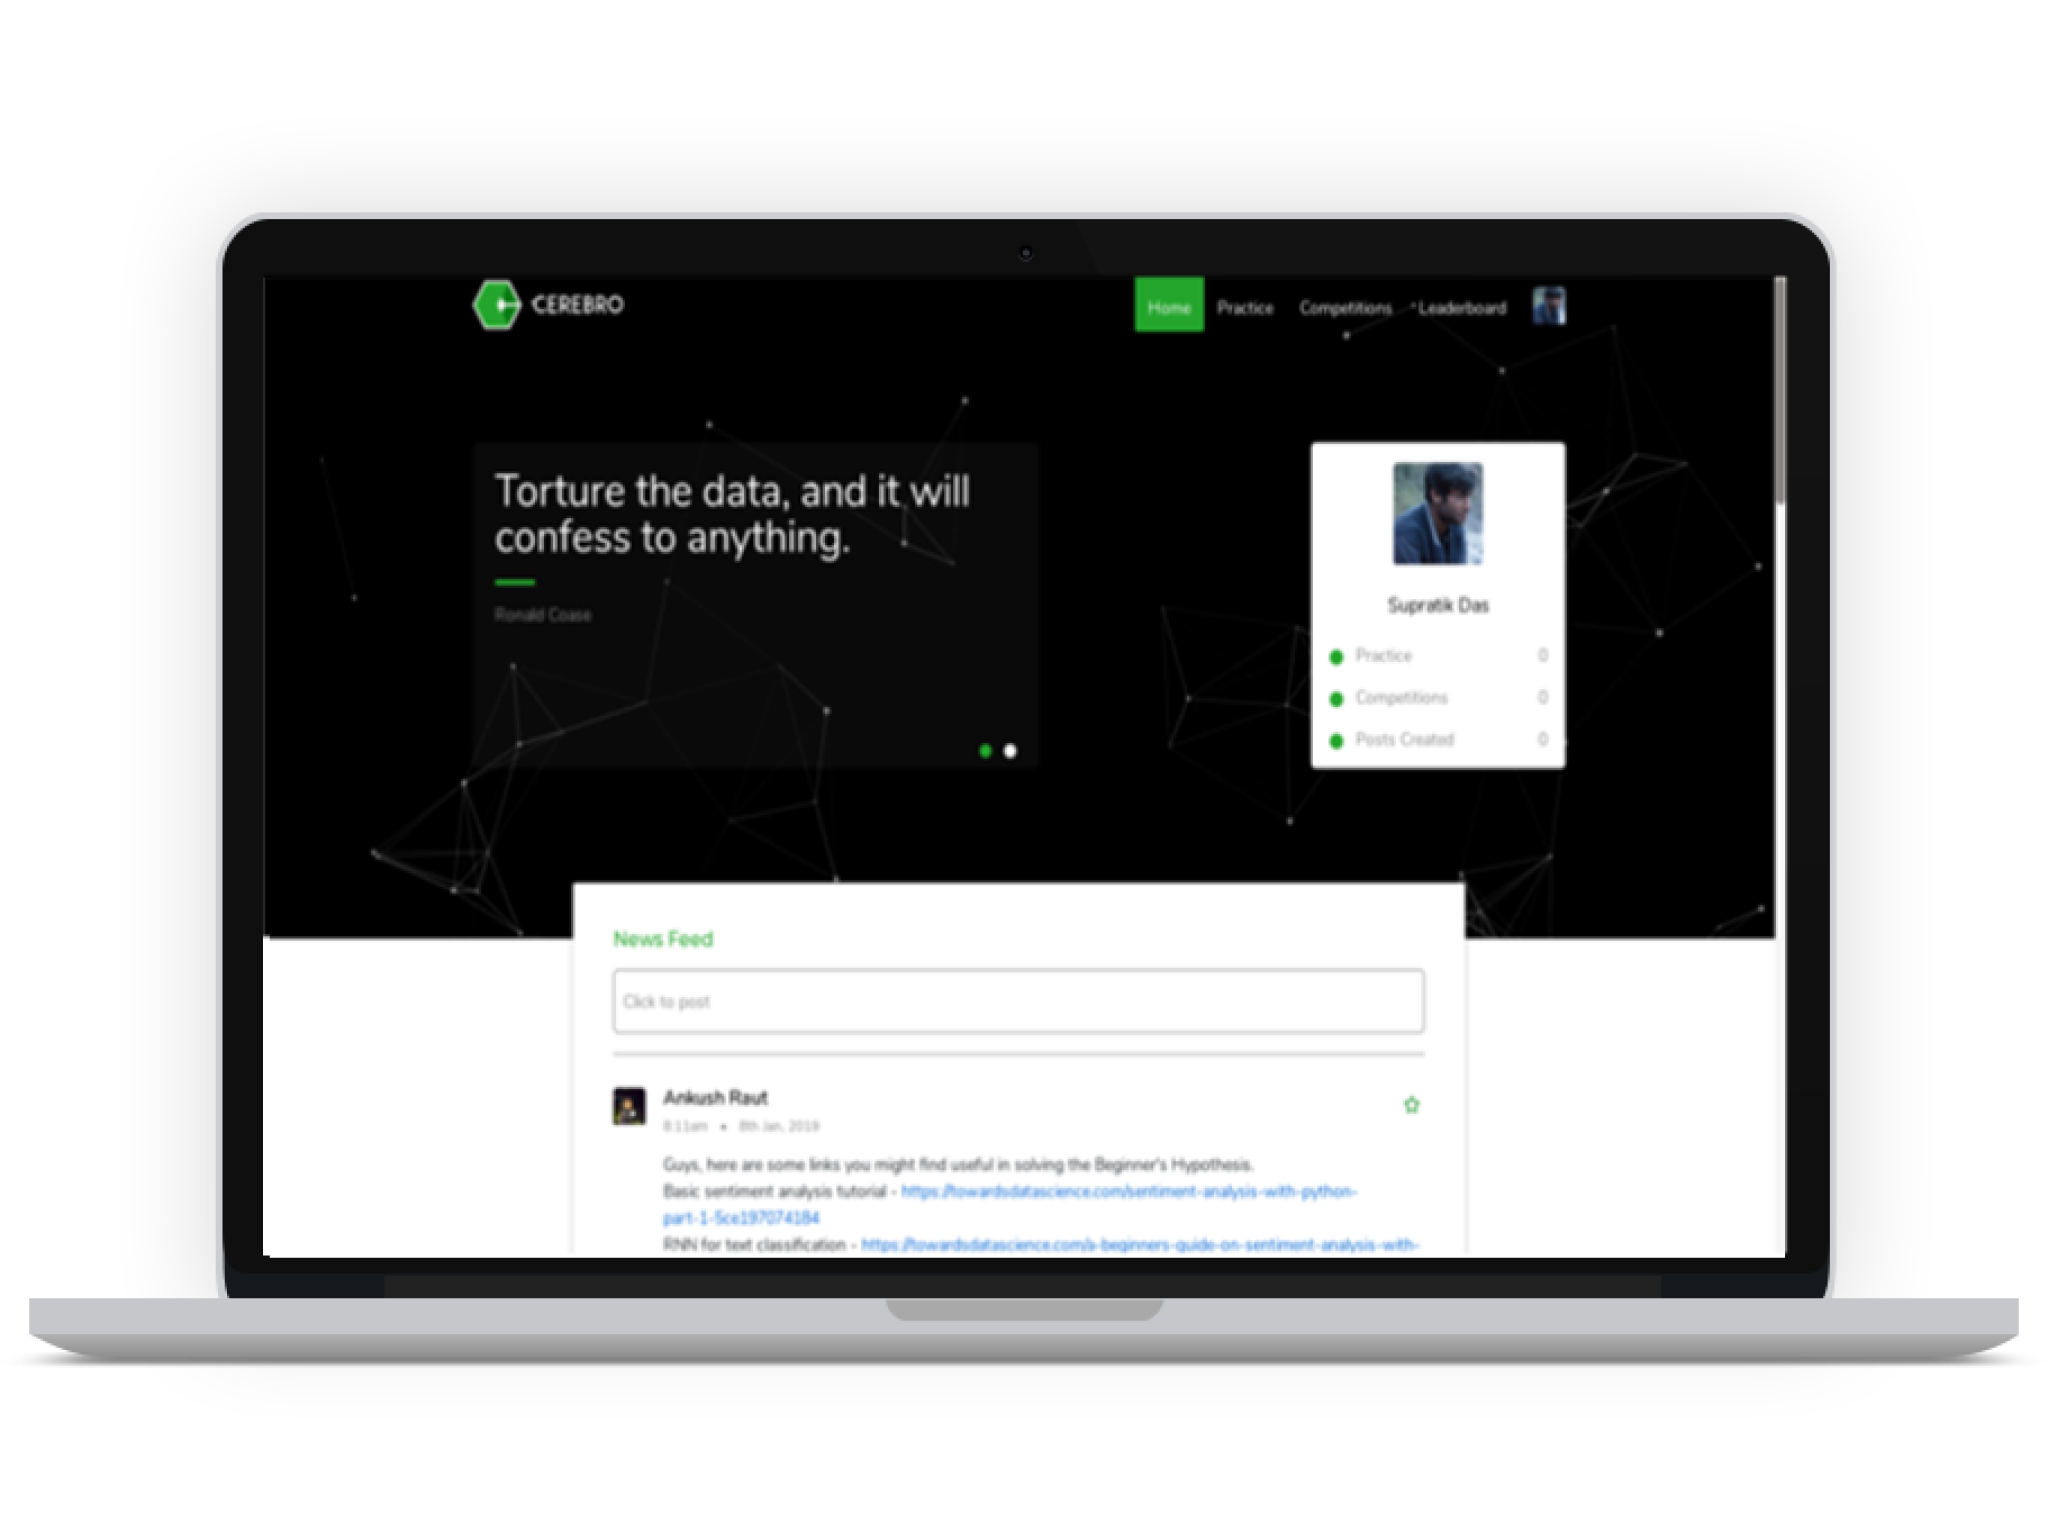 CEREBRO
Home Practice Competitions Leaderboard
Torture the data, and it will
confess to anything.
Ronald Coase
Supratik Das
Practice 0
Competitions 0
Posts Created 0
News Feed
Click to post
Ankush Raut
8:11am • 8th Jan, 2019
Guys, here are some links you might find useful in solving the Beginner's Hypothesis.
Basic sentiment analysis tutorial - https://towardsdatascience.com/sentiment-analysis-with-python-
part-1-5ce197074184
RNN for text classification - https://towardsdatascience.com/a-beginners-guide-on-sentiment-analysis-with-